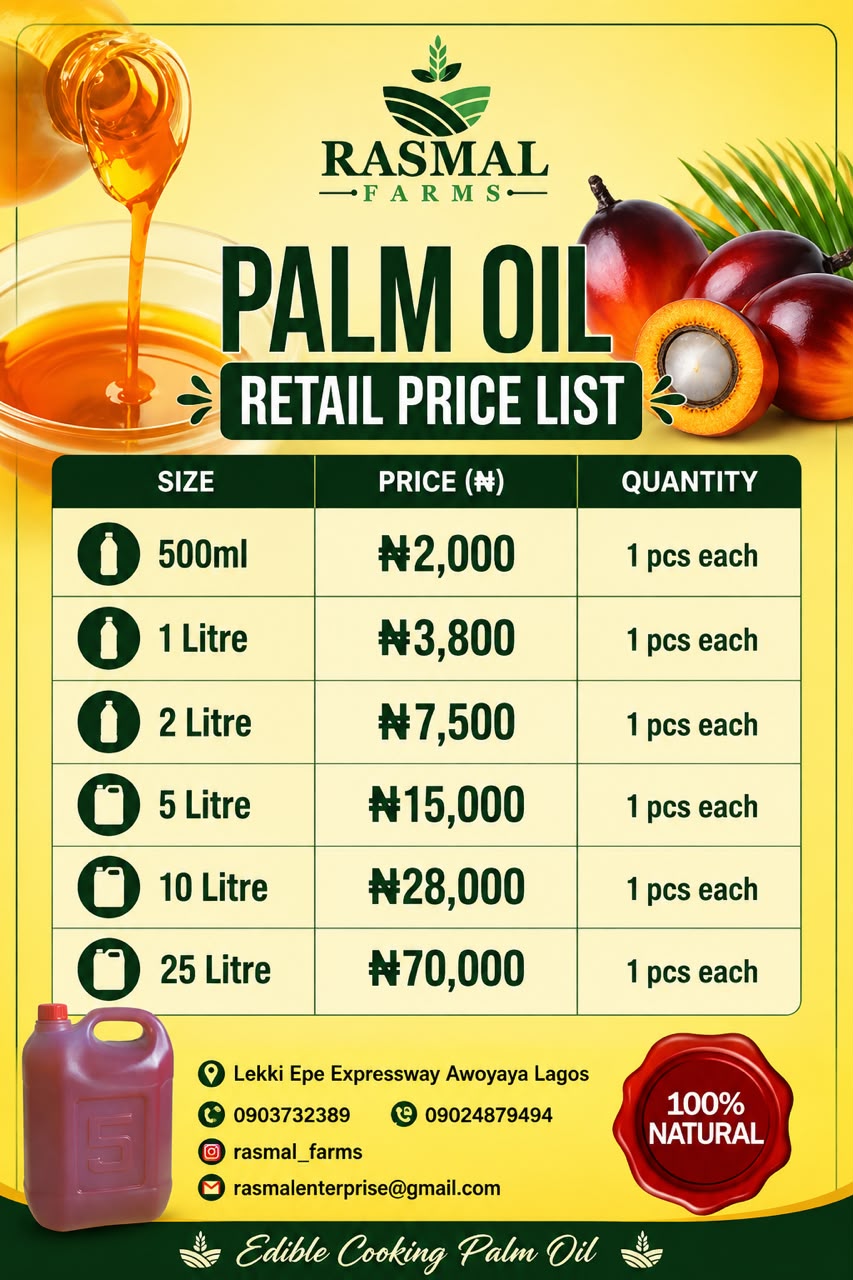 RASMAL
FARMS
PALM OIL
RETAIL PRICE LIST
SIZE PRICE (₦) QUANTITY
500ml ₦2,000 1 pcs each
1 Litre ₦3,800 1 pcs each
2 Litre ₦7,500 1 pcs each
5 Litre ₦15,000 1 pcs each
10 Litre ₦28,000 1 pcs each
25 Litre ₦70,000 1 pcs each
5
Lekki Epe Expressway Awoyaya Lagos
0903732389 09024879494
rasmal_farms
rasmalenterprise@gmail.com
100%
NATURAL
Edible Cooking Palm Oil